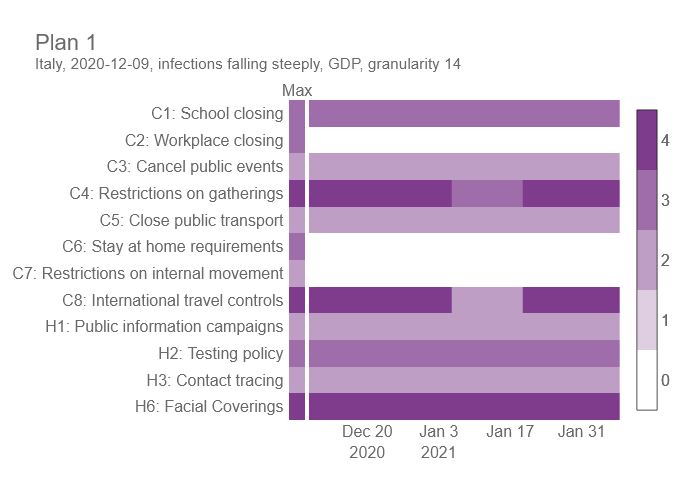 Plan 1
Italy, 2020-12-09, infections falling steeply, GDP, granularity 14
Max
C1: School closing
C2: Workplace closing
C3: Cancel public events
C4: Restrictions on gatherings
C5: Close public transport
C6: Stay at home requirements
C7: Restrictions on internal movement
C8: International travel controls
H1: Public information campaigns
H2: Testing policy
H3: Contact tracing
H6: Facial Coverings
Dec 20 Jan 3 Jan 17 Jan 31
2020 2021
4
3
2
1
0